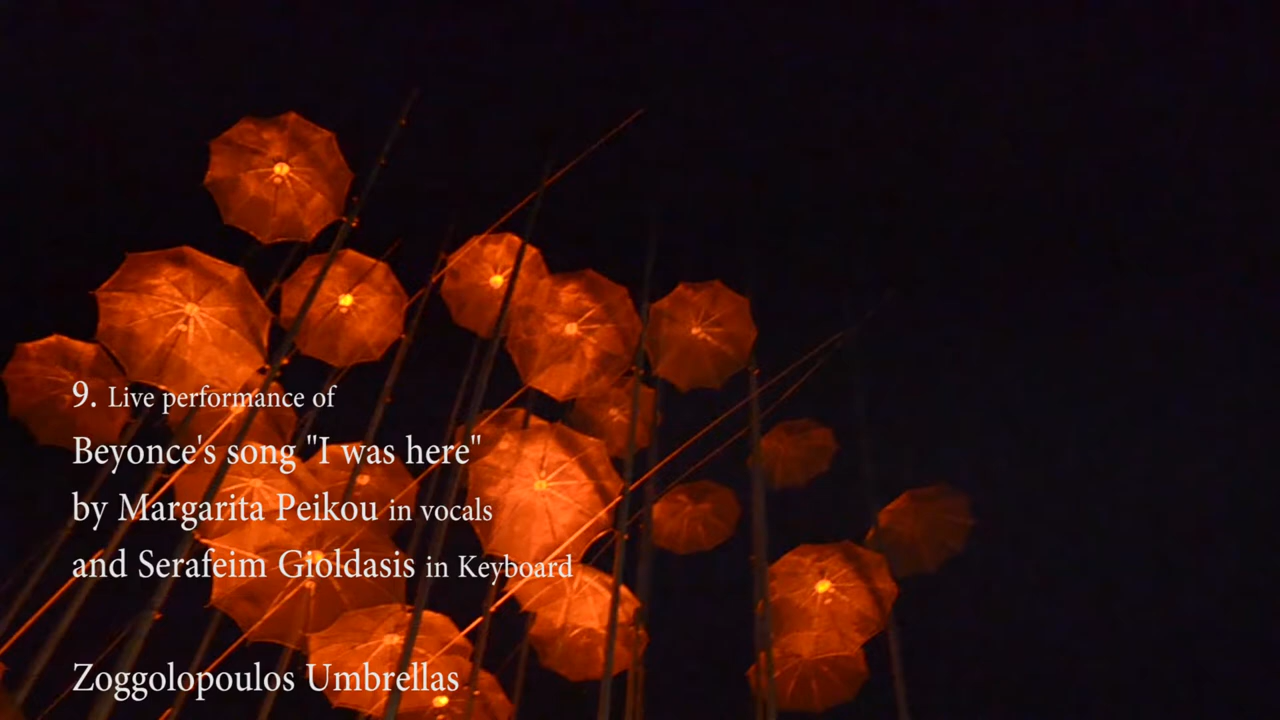 9. Live performance of
Beyonce's song "I was here"
by Margarita Peikou in vocals
and Serafeim Gioldasis in Keyboard
Zoggolopoulos Umbrellas